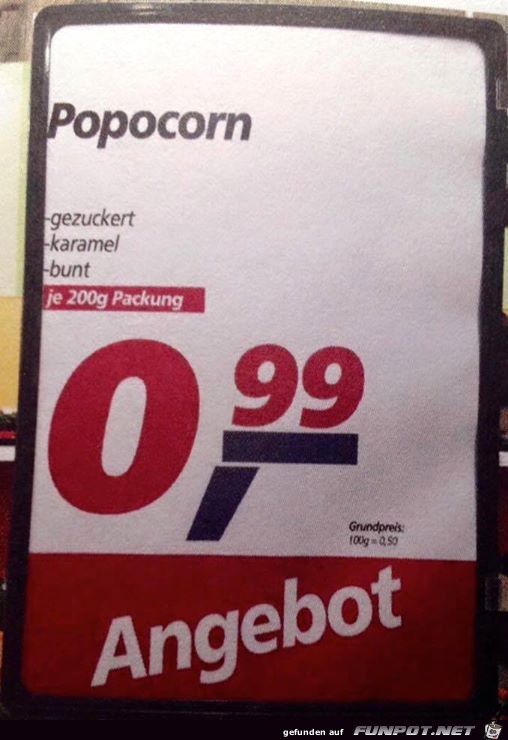 Popocorn
-gezuckert
-karamel
-bunt
je 200g Packung
0,99
Grundpreis:
100g = 0,50
Angebot
gefunden auf FUNPOT.NET